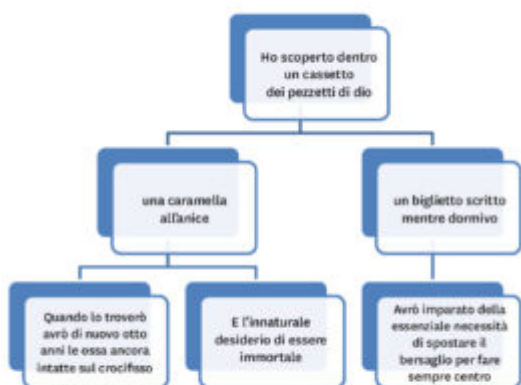 Ho scoperto dentro
un cassetto
dei pezzetti di dio
una caramella
all'anice
un biglietto scritto
mentre dormivo
Quando lo troverò
avrò di nuovo otto
anni le ossa ancora
intatte sul crocifisso
E l'innaturale
desiderio di essere
immortale
Avrò imparato della
essenziale necessità
di spostare il
bersaglio per fare
sempre centro